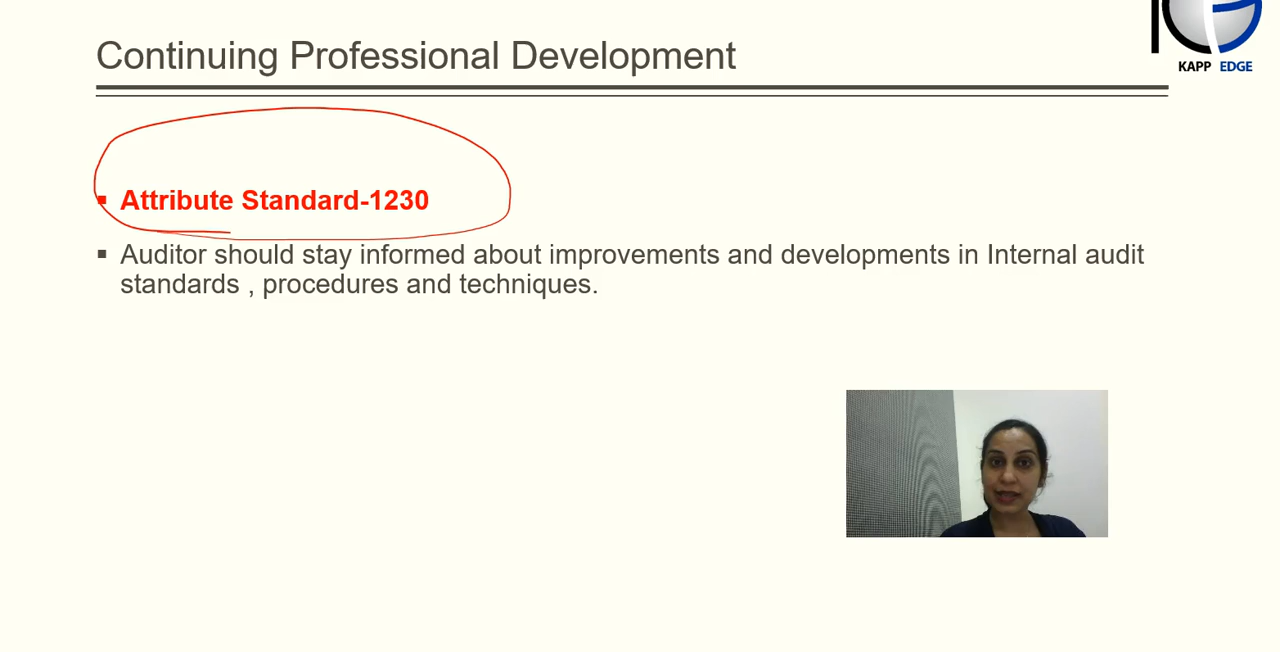 Continuing Professional Development
KAPP EDGE
Attribute Standard-1230
Auditor should stay informed about improvements and developments in Internal audit
standards , procedures and techniques.